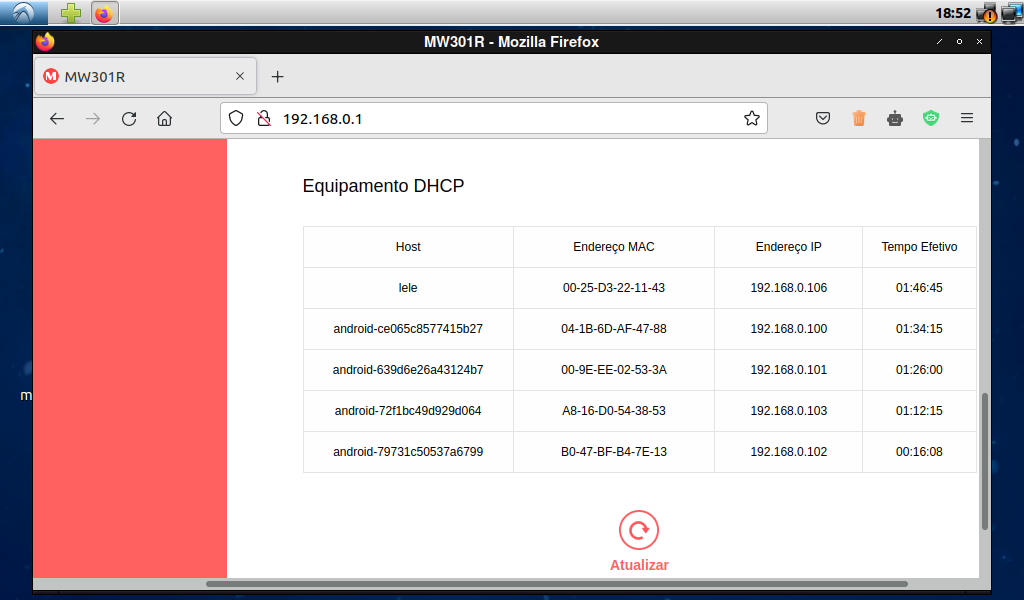 18:52
MW301R - Mozilla Firefox
MW301R
192.168.0.1
Equipamento DHCP
Host Endereço MAC Endereço IP Tempo Efetivo
lele 00-25-D3-22-11-43 192.168.0.106 01:46:45
android-ce065c8577415b27 04-1B-6D-AF-47-88 192.168.0.100 01:34:15
android-639d6e26a43124b7 00-9E-EE-02-53-3A 192.168.0.101 01:26:00
android-72f1bc49d929d064 A8-16-D0-54-38-53 192.168.0.103 01:12:15
android-79731c50537a6799 B0-47-BF-B4-7E-13 192.168.0.102 00:16:08
m
Atualizar